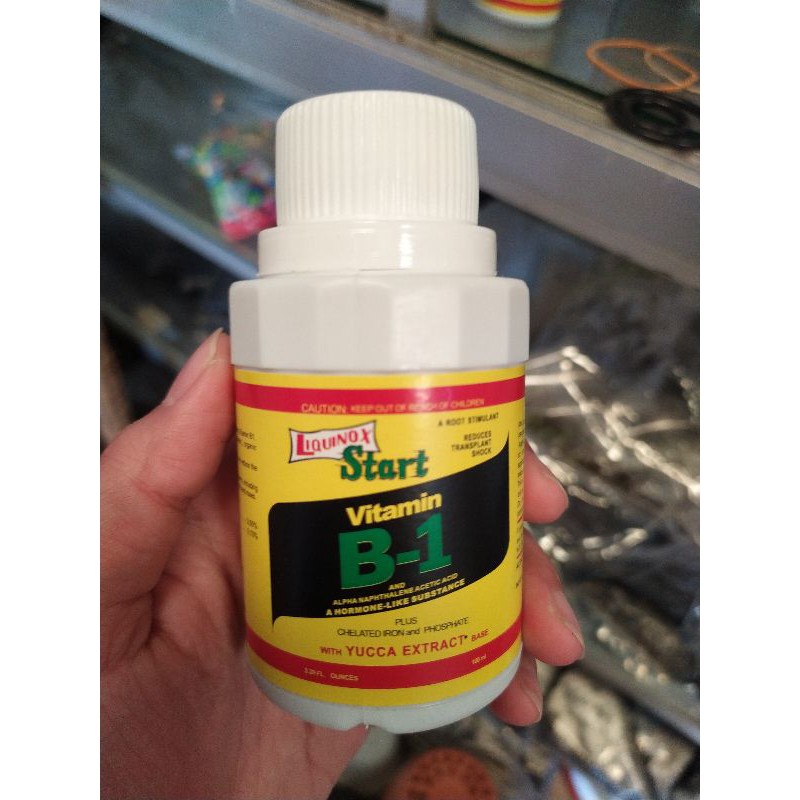 CAUTION: KEEP OUT OF REACH OF CHILDREN
A ROOT STIMULANT
LIQUINOX
Start
REDUCES
TRANSPLANT
SHOCK
Vitamin
B-1
AND
ALPHA NAPHTHALENE ACETIC ACID
A HORMONE-LIKE SUBSTANCE
PLUS
CHELATED IRON and PHOSPHATE
WITH YUCCA EXTRACT* BASE
FL. OUNCES
100 ml